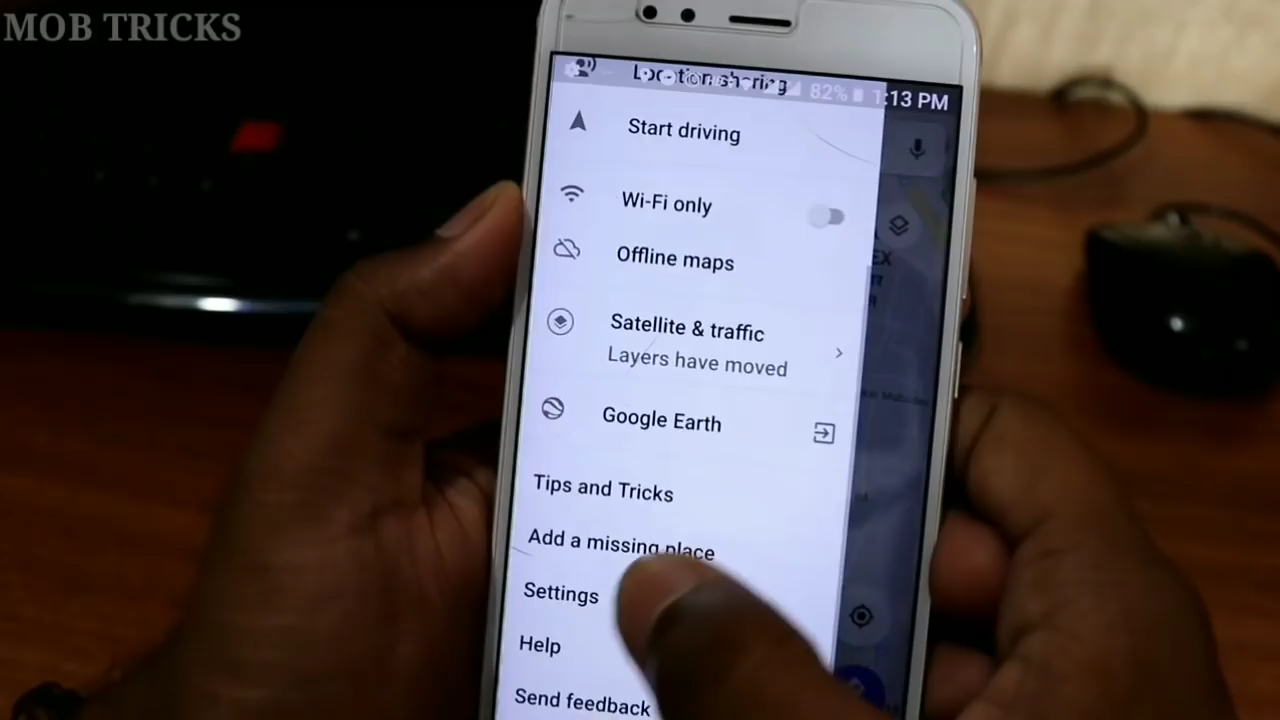 MOB TRICKS
Location sharing
82% 1:13 PM
Start driving
Wi-Fi only
Offline maps
Satellite & traffic
Layers have moved
Google Earth
Tips and Tricks
Add a missing place
Settings
Help
Send feedback